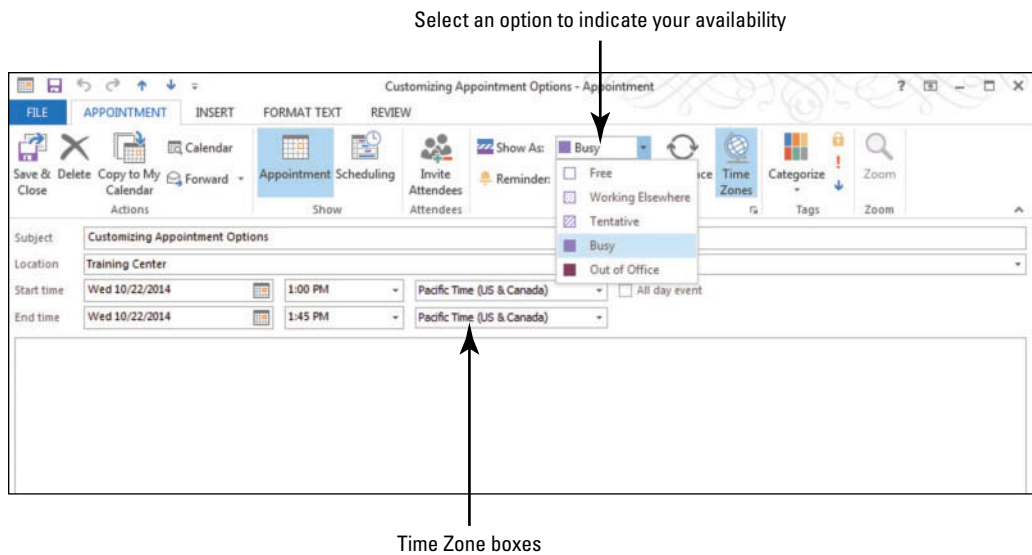 Select an option to indicate your availability
Customizing Appointment Options - Appointment
FILE APPOINTMENT INSERT FORMAT TEXT REVIEW
Save & Close
Delete
Copy to My Calendar
Calendar
Forward
Actions
Appointment
Scheduling
Show
Invite Attendees
Attendees
Show As: Busy
Reminder:
Free
Working Elsewhere
Tentative
Busy
Out of Office
ce
Time Zones
Categorize
Tags
Zoom
Zoom
Subject Customizing Appointment Options
Location Training Center
Start time Wed 10/22/2014 1:00 PM Pacific Time (US & Canada) All day event
End time Wed 10/22/2014 1:45 PM Pacific Time (US & Canada)
Time Zone boxes